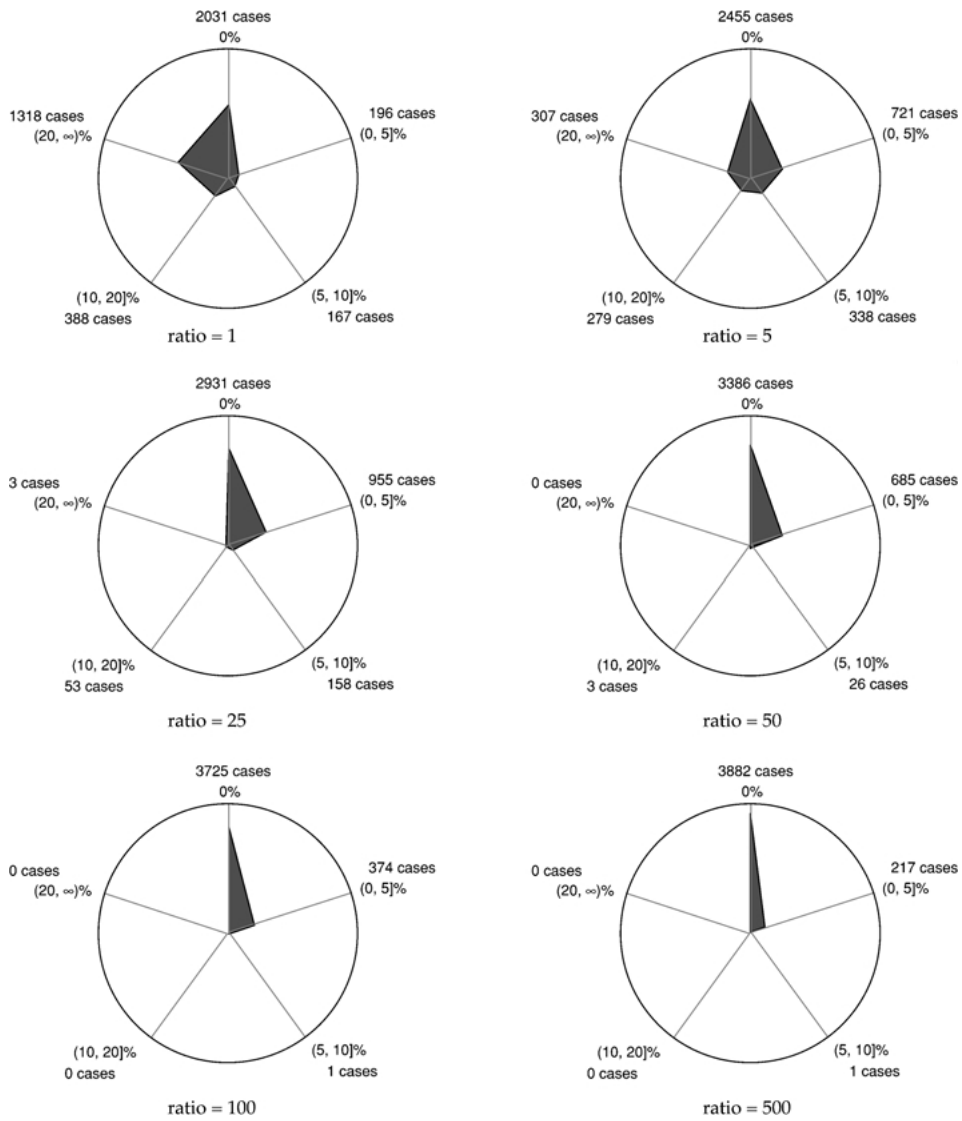 2031 cases
0%
1318 cases
(20, ∞)%
196 cases
(0, 5]%
(10, 20]%
388 cases
(5, 10]%
167 cases
ratio = 1
2455 cases
0%
307 cases
(20, ∞)%
721 cases
(0, 5]%
(10, 20]%
279 cases
(5, 10]%
338 cases
ratio = 5
2931 cases
0%
3 cases
(20, ∞)%
955 cases
(0, 5]%
(10, 20]%
53 cases
(5, 10]%
158 cases
ratio = 25
3386 cases
0%
0 cases
(20, ∞)%
685 cases
(0, 5]%
(10, 20]%
3 cases
(5, 10]%
26 cases
ratio = 50
3725 cases
0%
0 cases
(20, ∞)%
374 cases
(0, 5]%
(10, 20]%
0 cases
(5, 10]%
1 cases
ratio = 100
3882 cases
0%
0 cases
(20, ∞)%
217 cases
(0, 5]%
(10, 20]%
0 cases
(5, 10]%
1 cases
ratio = 500